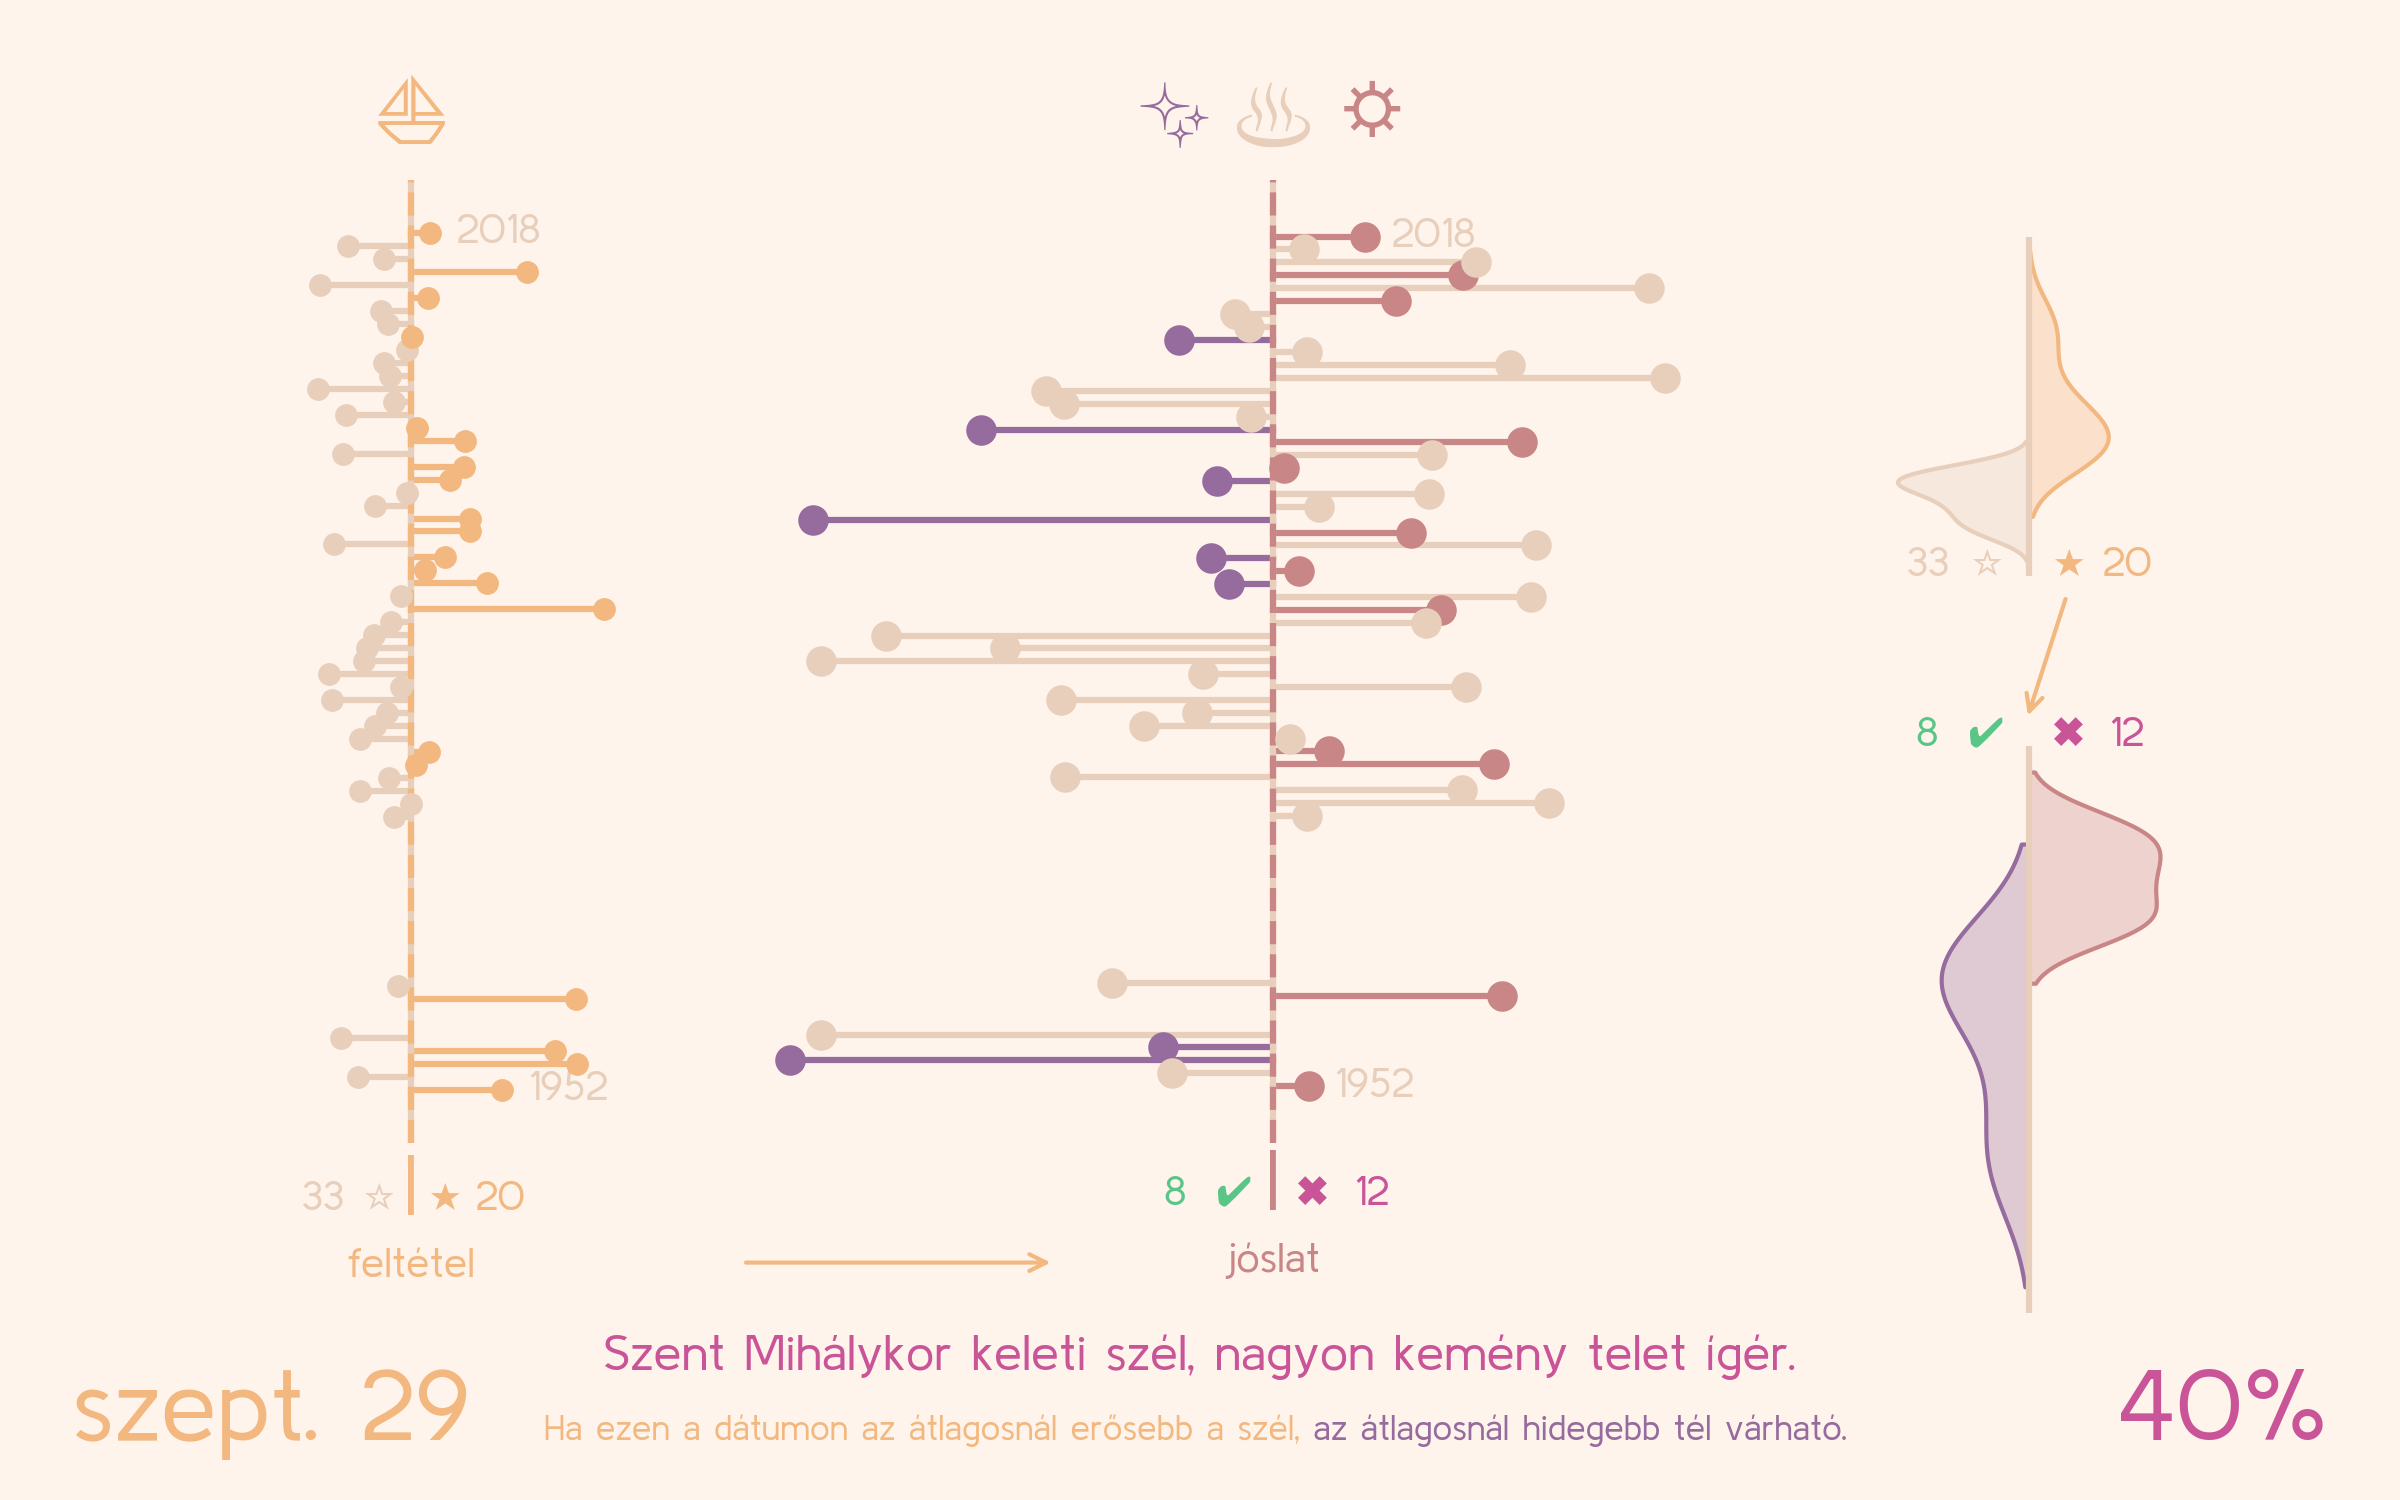 2018
2018
1952
1952
33 ☆ ★ 20
8 ✔ ✖ 12
33 ☆ ★ 20
8 ✔ ✖ 12
feltétel
jóslat
Szent Mihálykor keleti szél, nagyon kemény telet ígér.
szept. 29
Ha ezen a dátumon az átlagosnál erősebb a szél, az átlagosnál hidegebb tél várható.
40%